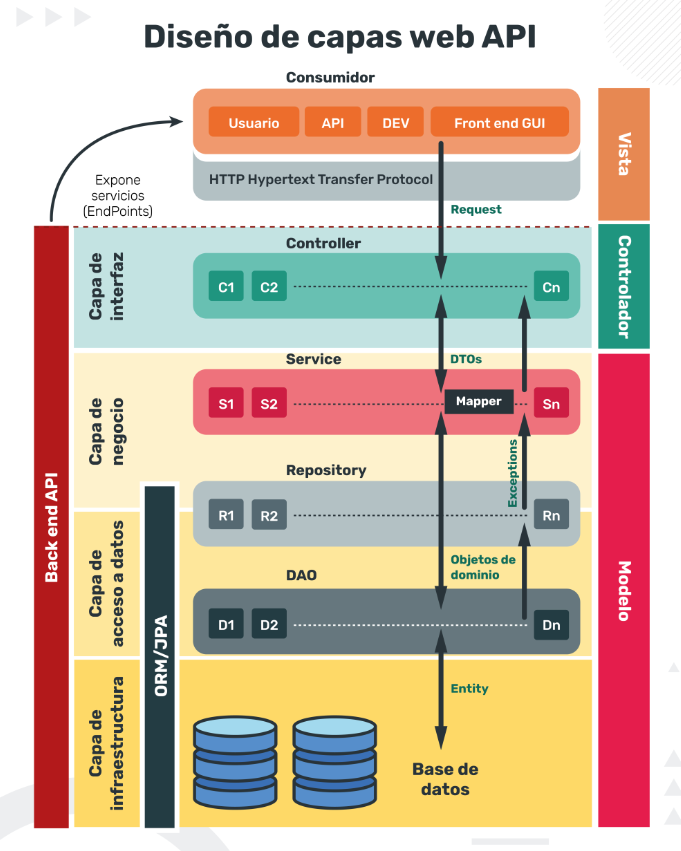 Diseño de capas web API
Consumidor
Usuario
API
DEV
Front end GUI
HTTP Hypertext Transfer Protocol
Expone
servicios
(EndPoints)
Request
Vista
Controller
Capa de
interfaz
C1
C2
Cn
Controlador
DTOs
Service
Capa de
negocio
S1
S2
Mapper
Sn
Exceptions
Repository
R1
R2
Rn
Back end API
Capa de
acceso a datos
Objetos de
dominio
DAO
D1
D2
Dn
Modelo
ORM/JPA
Entity
Capa de
infraestructura
Base de
datos